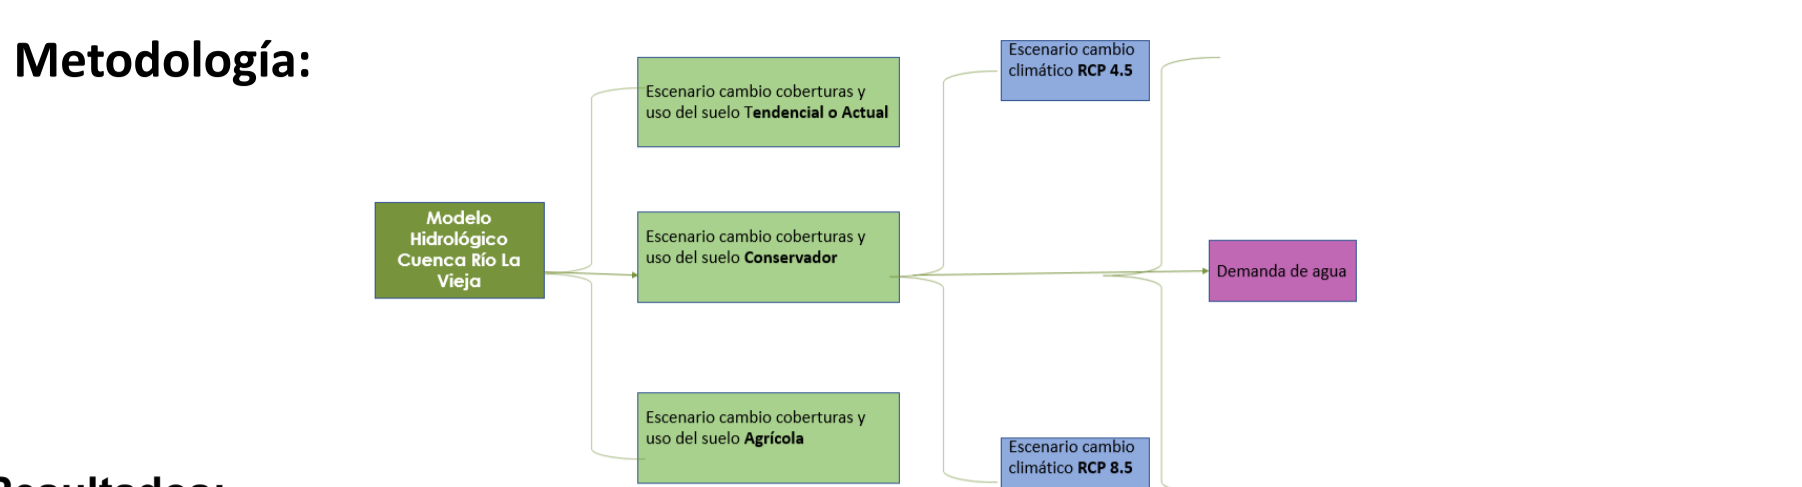 Metodología:
Modelo
Hidrológico
Cuenca Río La
Vieja
Escenario cambio coberturas y
uso del suelo Tendencial o Actual
Escenario cambio coberturas y
uso del suelo Conservador
Escenario cambio coberturas y
uso del suelo Agrícola
Escenario cambio
climático RCP 4.5
Escenario cambio
climático RCP 8.5
Demanda de agua
Resultados: